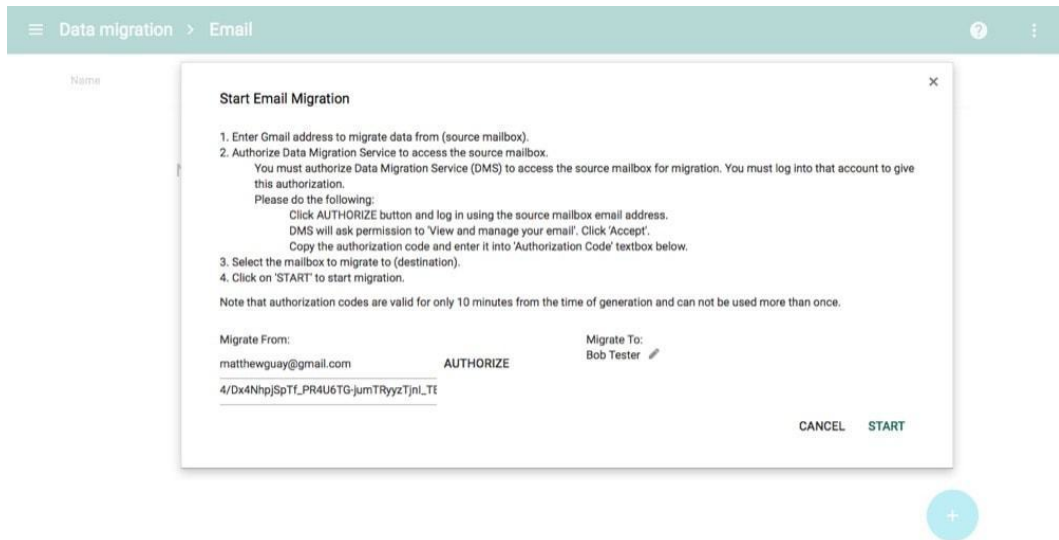 Data migration > Email
Name
Start Email Migration
1. Enter Gmail address to migrate data from (source mailbox).
2. Authorize Data Migration Service to access the source mailbox.
You must authorize Data Migration Service (DMS) to access the source mailbox for migration. You must log into that account to give
this authorization.
Please do the following:
Click AUTHORIZE button and log in using the source mailbox email address.
DMS will ask permission to 'View and manage your email'. Click 'Accept'.
Copy the authorization code and enter it into 'Authorization Code' textbox below.
3. Select the mailbox to migrate to (destination).
4. Click on 'START' to start migration.
Note that authorization codes are valid for only 10 minutes from the time of generation and can not be used more than once.
Migrate From:
Migrate To:
matthewguay@gmail.com
AUTHORIZE
Bob Tester
4/Dx4NhpjSpTf_PR4U6TG-jumTRyyzTjnI_TE
CANCEL START